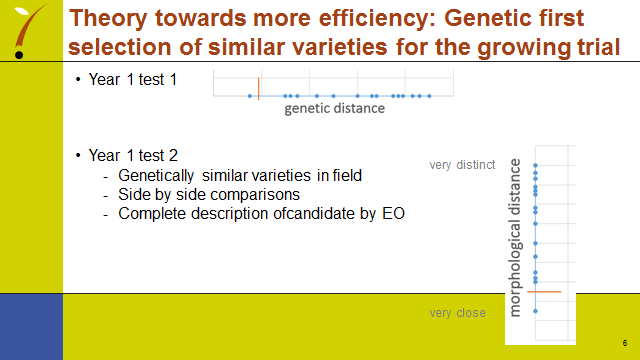 Theory towards more efficiency: Genetic first
selection of similar varieties for the growing trial
• Year 1 test 1
genetic distance
• Year 1 test 2
- Genetically similar varieties in field
- Side by side comparisons
- Complete description ofcandidate by EO
very distinct
morphological distance
very close
6